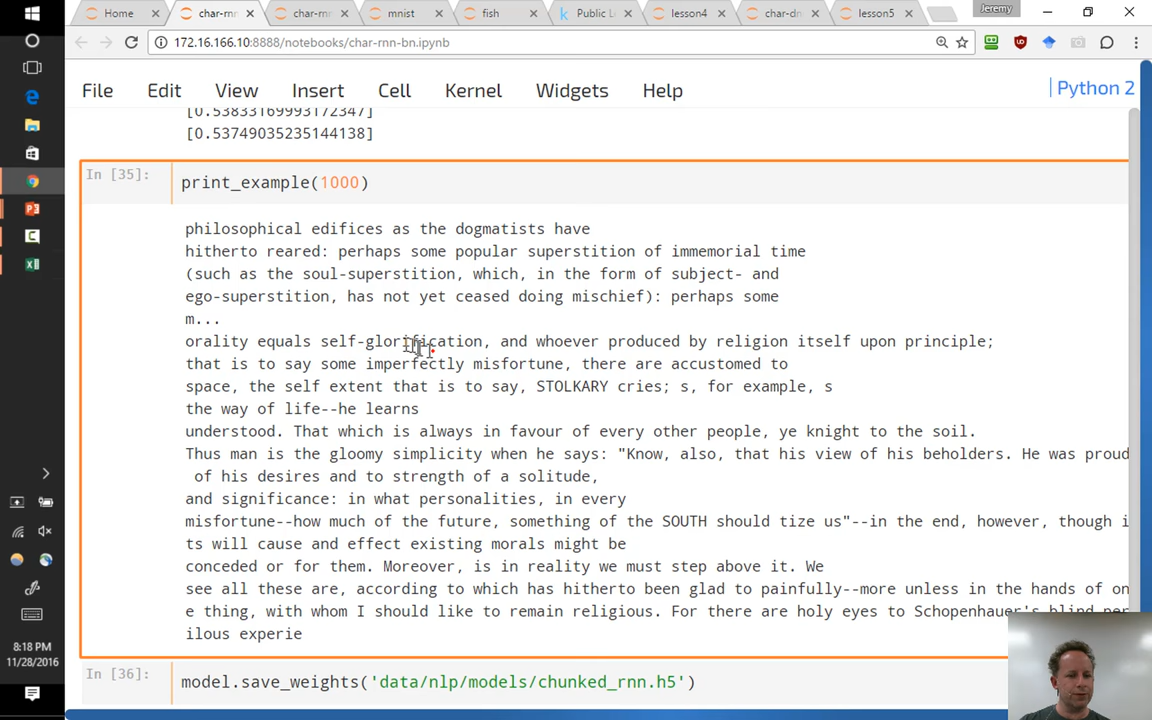 Home
char-rnn
char-rnn
mnist
fish
Public L
lesson4
char-dn
lesson5
Jeremy
172.16.166.10:8888/notebooks/char-rnn-bn.ipynb
File Edit View Insert Cell Kernel Widgets Help
Python 2
[0.53833169993172347]
[0.53749035235144138]
In [35]:
print_example(1000)
philosophical edifices as the dogmatists have
hitherto reared: perhaps some popular superstition of immemorial time
(such as the soul-superstition, which, in the form of subject- and
ego-superstition, has not yet ceased doing mischief): perhaps some
m...
orality equals self-glorification, and whoever produced by religion itself upon principle;
that is to say some imperfectly misfortune, there are accustomed to
space, the self extent that is to say, STOLKARY cries; s, for example, s
the way of life--he learns
understood. That which is always in favour of every other people, ye knight to the soil.
Thus man is the gloomy simplicity when he says: "Know, also, that his view of his beholders. He was proud
of his desires and to strength of a solitude,
and significance: in what personalities, in every
misfortune--how much of the future, something of the SOUTH should tize us"--in the end, however, though i
ts will cause and effect existing morals might be
conceded or for them. Moreover, is in reality we must step above it. We
see all these are, according to which has hitherto been glad to painfully--more unless in the hands of on
e thing, with whom I should like to remain religious. For there are holy eyes to Schopenhauer's blind per
ilous experie
In [36]:
model.save_weights('data/nlp/models/chunked_rnn.h5')
8:18 PM
11/28/2016